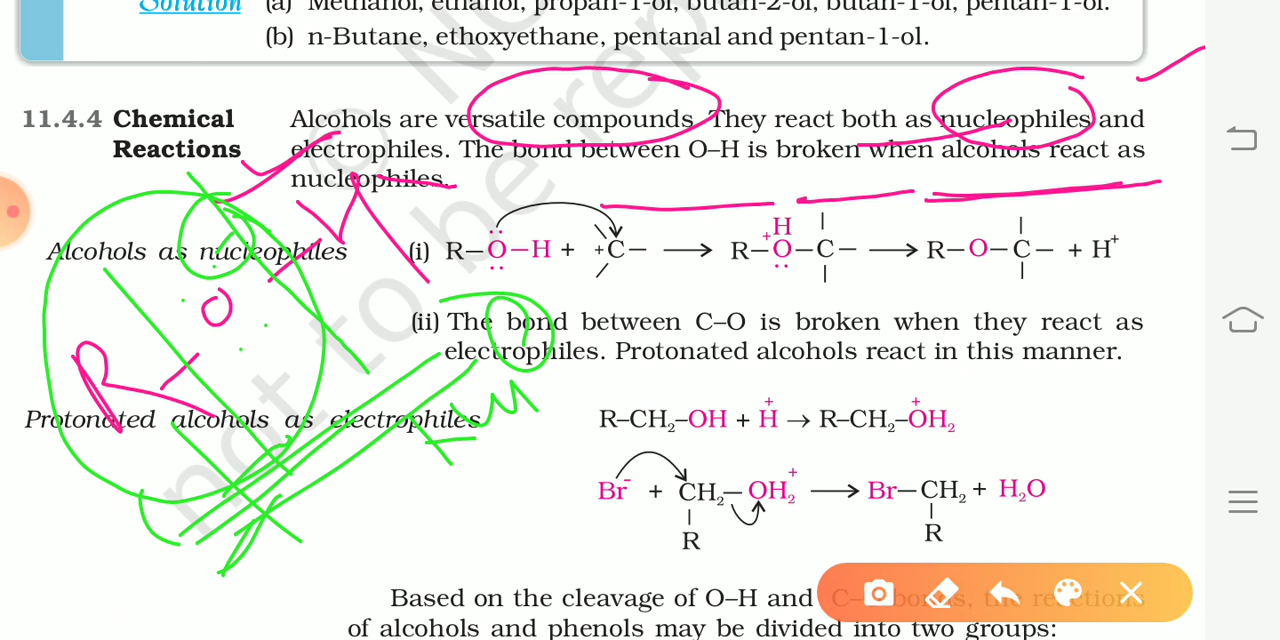 Solution (a) Methanol, ethanol, propan-1-ol, butan-2-ol, butan-1-ol, pentan-1-ol.
(b) n-Butane, ethoxyethane, pentanal and pentan-1-ol.
11.4.4 Chemical Reactions
Alcohols are versatile compounds. They react both as nucleophiles and
electrophiles. The bond between O–H is broken when alcohols react as
nucleophiles.
Alcohols as nucleophiles (i) R–O–H + +C– → R–O–C– → R–O–C– + H+
H
+
(ii) The bond between C–O is broken when they react as
electrophiles. Protonated alcohols react in this manner.
Protonated alcohols as electrophiles R–CH2–OH + H+ → R–CH2–OH2+
Br- + CH2–OH2+ → Br–CH2 + H2O
R R
R-O-H
Based on the cleavage of O–H and C–
of alcohols and phenols may be divided into two groups:
not to be rep
© No